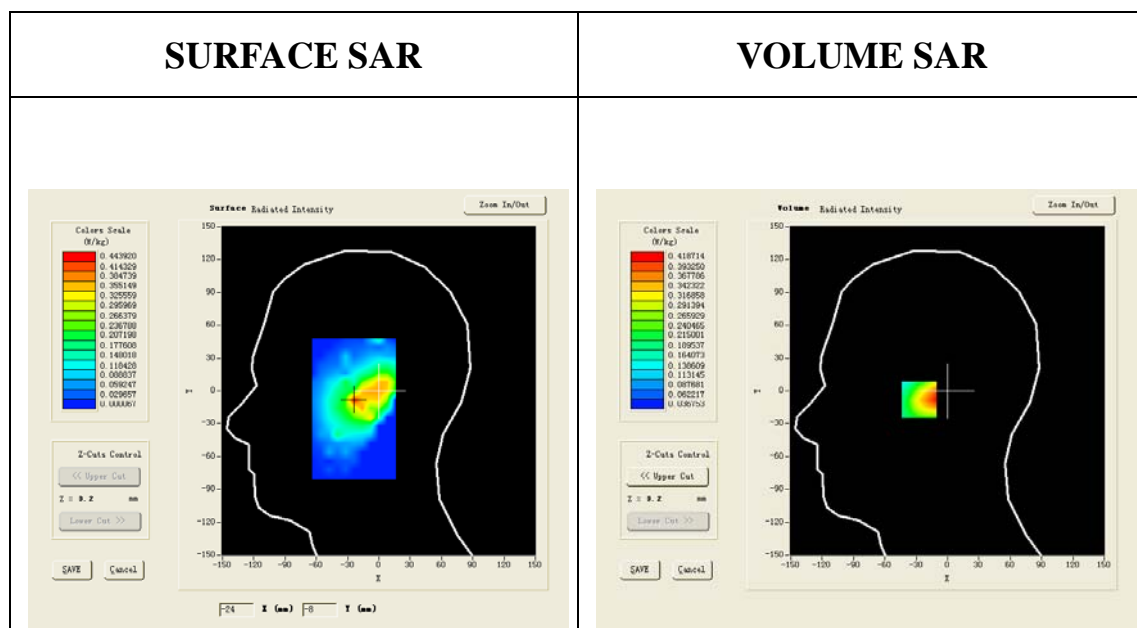 SURFACE SAR
VOLUME SAR
Surface Radiated Intensity
Zoom In/Out
Colors Scale
(W/kg)
0.443920
0.414329
0.384739
0.355149
0.325559
0.295969
0.266379
0.236788
0.207198
0.177608
0.148018
0.118428
0.088837
0.059247
0.029657
0.000067
150
120
90
60
30
0
-30
-60
-90
-120
-150
Y
-150 -120 -90 -60 -30 0 30 60 90 120 150
X
Z-Cuts Control
<< Upper Cut
Z = 0.2 mm
Lower Cut >>
SAVE Cancel
-24 X (mm) -8 Y (mm)
Volume Radiated Intensity
Zoom In/Out
Colors Scale
(W/kg)
0.418714
0.393250
0.367786
0.342322
0.316858
0.291394
0.265929
0.240465
0.215001
0.189537
0.164073
0.138609
0.113145
0.087681
0.062217
0.036753
150
120
90
60
30
0
-30
-60
-90
-120
-150
Y
-150 -120 -90 -60 -30 0 30 60 90 120 150
X
Z-Cuts Control
<< Upper Cut
Z = 0.2 mm
Lower Cut >>
SAVE Cancel